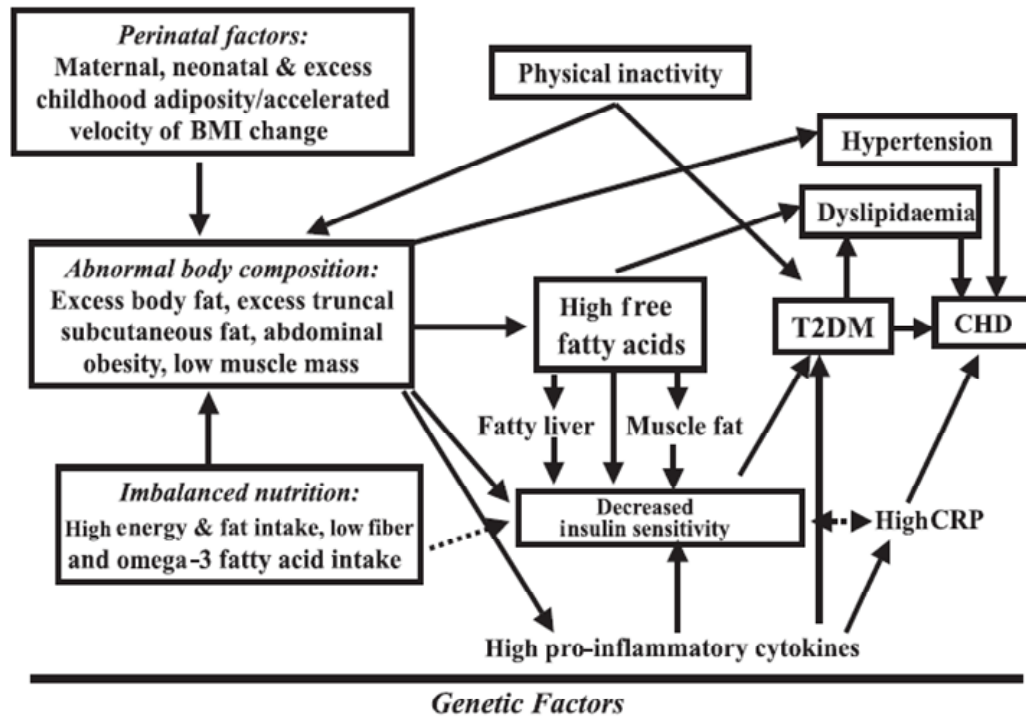 Perinatal factors:
Maternal, neonatal & excess
childhood adiposity/accelerated
velocity of BMI change
Physical inactivity
Hypertension
Dyslipidaemia
Abnormal body composition:
Excess body fat, excess truncal
subcutaneous fat, abdominal
obesity, low muscle mass
High free
fatty acids
T2DM
CHD
Fatty liver
Muscle fat
Imbalanced nutrition:
High energy & fat intake, low fiber
and omega-3 fatty acid intake
Decreased
insulin sensitivity
High CRP
High pro-inflammatory cytokines
Genetic Factors